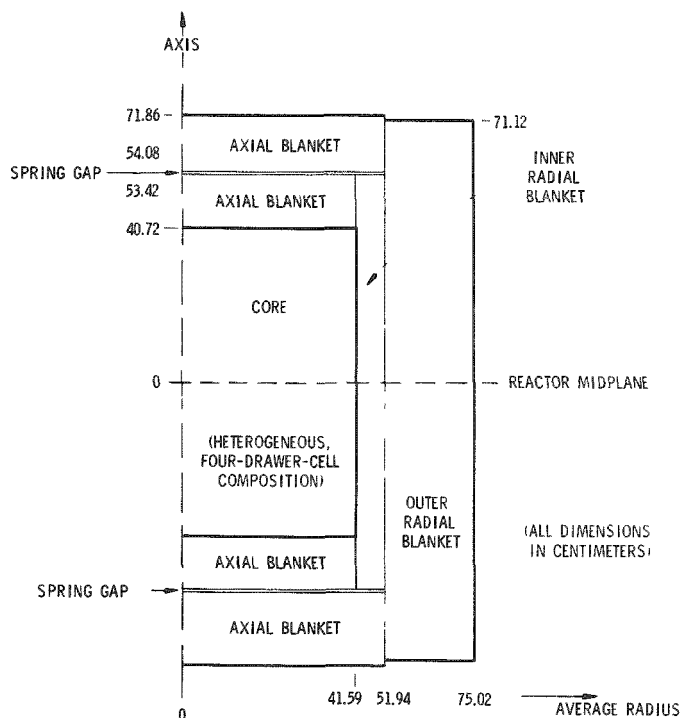 AXIS
71.86
71.12
AXIAL BLANKET
54.08
SPRING GAP
INNER
RADIAL
BLANKET
53.42
AXIAL BLANKET
40.72
CORE
0
REACTOR MIDPLANE
(HETEROGENEOUS,
FOUR-DRAWER-CELL
COMPOSITION)
OUTER
RADIAL
BLANKET
(ALL DIMENSIONS
IN CENTIMETERS)
AXIAL BLANKET
SPRING GAP
AXIAL BLANKET
41.59 51.94 75.02
0
AVERAGE RADIUS